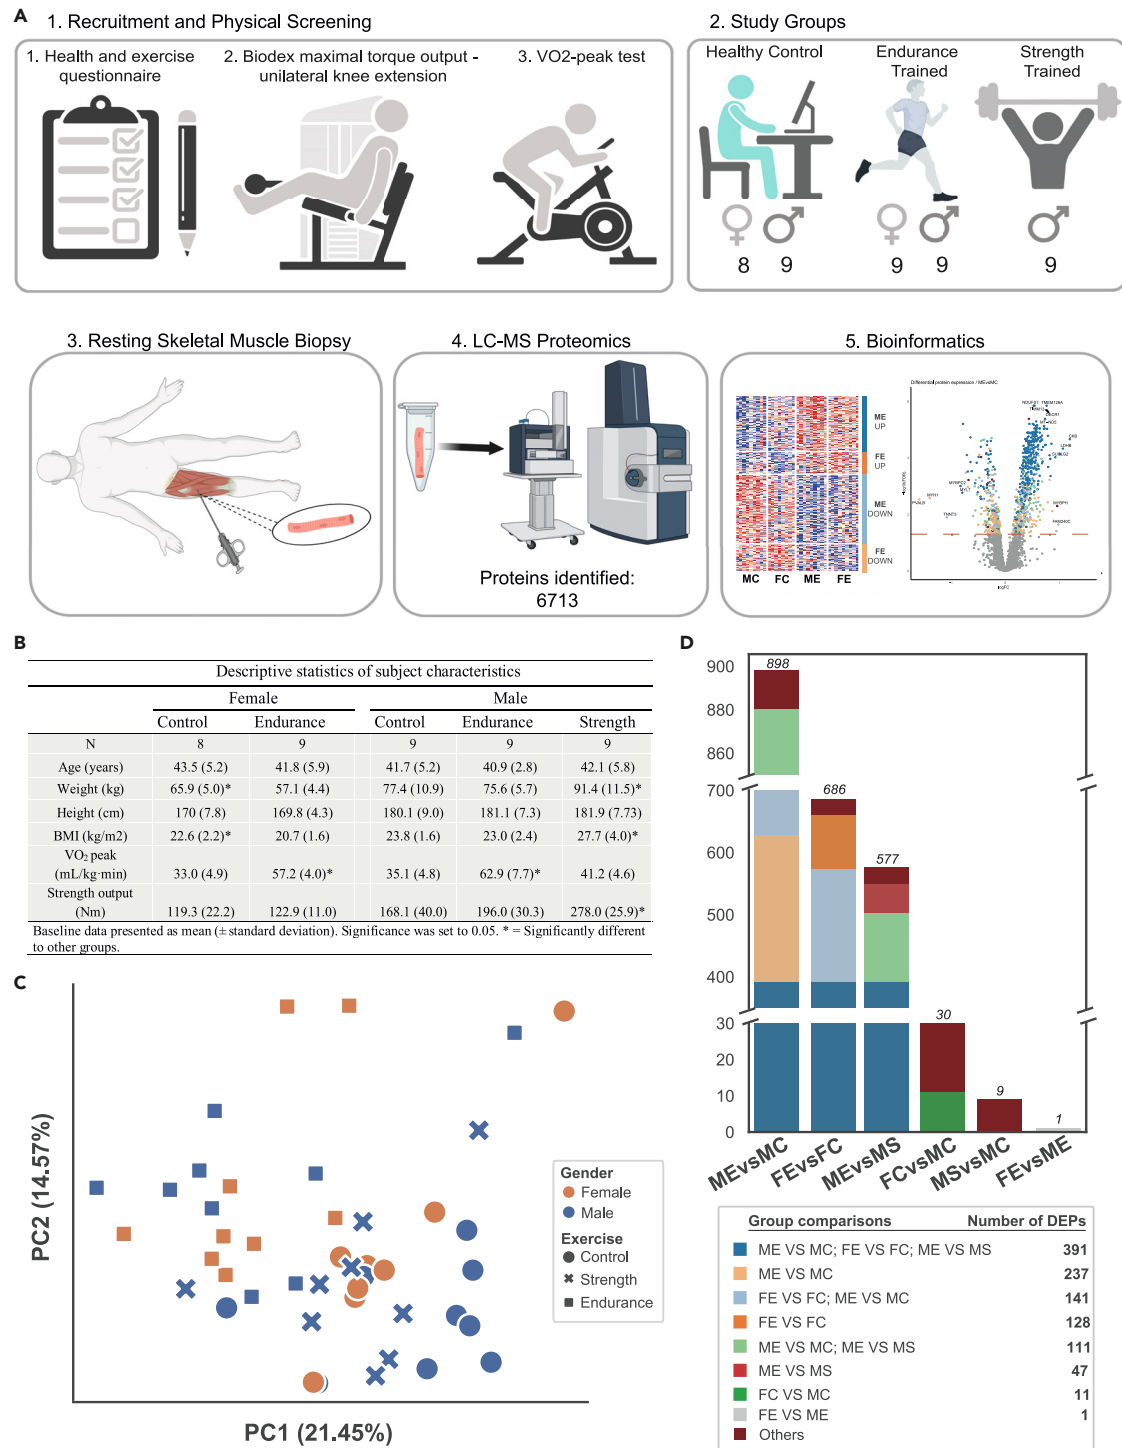 A
1. Recruitment and Physical Screening
1. Health and exercise
questionnaire
2. Biodex maximal torque output -
unilateral knee extension
3. VO2-peak test
2. Study Groups
Healthy Control
Endurance
Trained
Strength
Trained
8 9 9 9 9
3. Resting Skeletal Muscle Biopsy
4. LC-MS Proteomics
Proteins identified:
6713
5. Bioinformatics
ME
UP
FE
UP
ME
DOWN
FE
DOWN
MC FC ME FE
Differential protein expression / MEvsMC
NDUFS7 TMEM126A
CKB
LDHB
MYBPC2
MYL1
MYH1
PVALB
TNNT3
MYBPH
FAM240C
logFC
B
Descriptive statistics of subject characteristics
Female Male
Control Endurance Control Endurance Strength
N 8 9 9 9 9
Age (years) 43.5 (5.2) 41.8 (5.9) 41.7 (5.2) 40.9 (2.8) 42.1 (5.8)
Weight (kg) 65.9 (5.0)* 57.1 (4.4) 77.4 (10.9) 75.6 (5.7) 91.4 (11.5)*
Height (cm) 170 (7.8) 169.8 (4.3) 180.1 (9.0) 181.1 (7.3) 181.9 (7.73)
BMI (kg/m2) 22.6 (2.2)* 20.7 (1.6) 23.8 (1.6) 23.0 (2.4) 27.7 (4.0)*
VO₂ peak
(mL/kg·min) 33.0 (4.9) 57.2 (4.0)* 35.1 (4.8) 62.9 (7.7)* 41.2 (4.6)
Strength output
(Nm) 119.3 (22.2) 122.9 (11.0) 168.1 (40.0) 196.0 (30.3) 278.0 (25.9)*
Baseline data presented as mean (± standard deviation). Significance was set to 0.05. * = Significantly different
to other groups.
C
PC2 (14.57%)
PC1 (21.45%)
Gender
Female
Male
Exercise
Control
Strength
Endurance
D
900
880
860
700
600
500
400
30
20
10
0
898
686
577
30
9
1
MEvsMC
FEvsFC
MEvsMS
FCvsMC
MSvsMC
FEvsME
Group comparisons Number of DEPs
ME VS MC; FE VS FC; ME VS MS 391
ME VS MC 237
FE VS FC; ME VS MC 141
FE VS FC 128
ME VS MC; ME VS MS 111
ME VS MS 47
FC VS MC 11
FE VS ME 1
Others